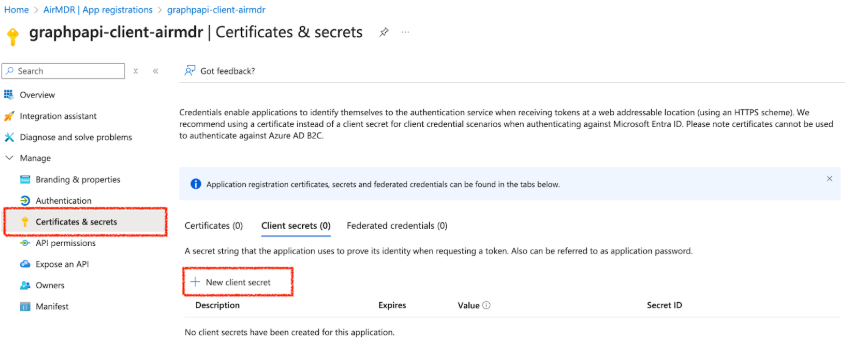 Home > AirMDR | App registrations > graphpapi-client-airmdr
graphpapi-client-airmdr | Certificates & secrets
Search
Got feedback?
Overview
Integration assistant
Diagnose and solve problems
Manage
Branding & properties
Authentication
Certificates & secrets
API permissions
Expose an API
Owners
Manifest
Credentials enable applications to identify themselves to the authentication service when receiving tokens at a web addressable location (using an HTTPS scheme). We
recommend using a certificate instead of a client secret for client credential scenarios when authenticating against Microsoft Entra ID. Please note certificates cannot be used
to authenticate against Azure AD B2C.
Application registration certificates, secrets and federated credentials can be found in the tabs below.
Certificates (0) Client secrets (0) Federated credentials (0)
A secret string that the application uses to prove its identity when requesting a token. Also can be referred to as application password.
New client secret
Description Expires Value Secret ID
No client secrets have been created for this application.